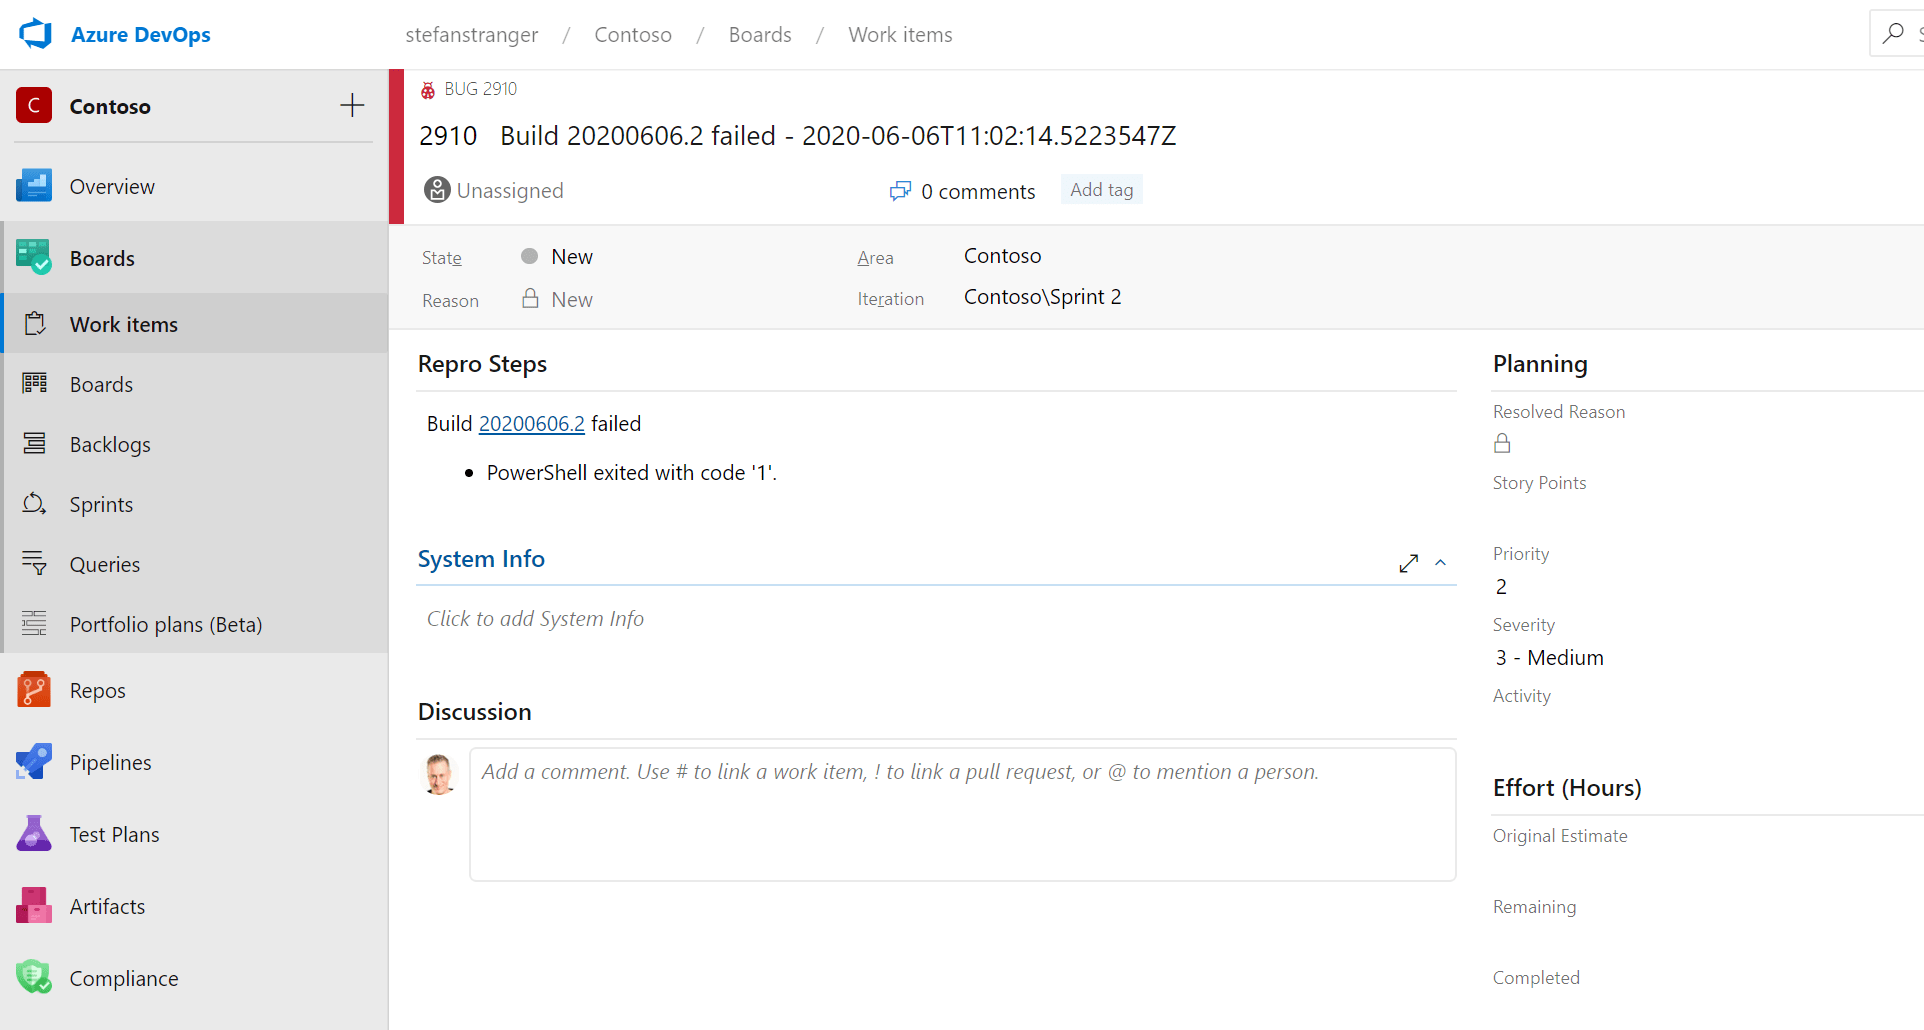 Azure DevOps
stefanstranger / Contoso / Boards / Work items
C Contoso
Overview
Boards
Work items
Boards
Backlogs
Sprints
Queries
Portfolio plans (Beta)
Repos
Pipelines
Test Plans
Artifacts
Compliance
BUG 2910
2910 Build 20200606.2 failed - 2020-06-06T11:02:14.5223547Z
Unassigned
0 comments
Add tag
State New
Area Contoso
Reason New
Iteration Contoso\Sprint 2
Repro Steps
Build 20200606.2 failed
• PowerShell exited with code '1'.
System Info
Click to add System Info
Discussion
Add a comment. Use # to link a work item, ! to link a pull request, or @ to mention a person.
Planning
Resolved Reason
Story Points
Priority
2
Severity
3 - Medium
Activity
Effort (Hours)
Original Estimate
Remaining
Completed